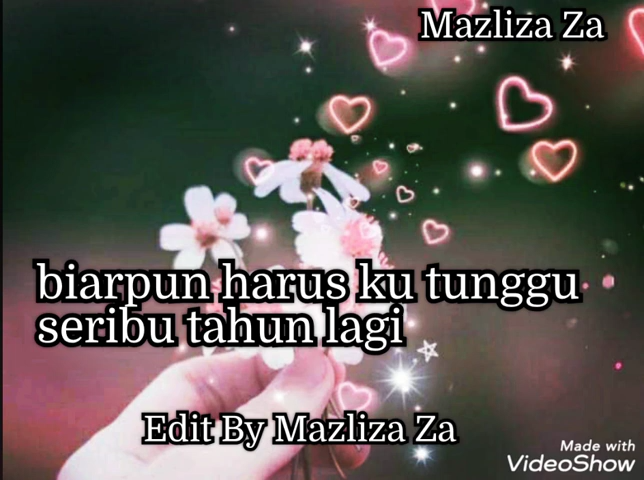 Mazliza Za
biarpun harus ku tunggu
seribu tahun lagi
Edit By Mazliza Za
Made with
VideoShow